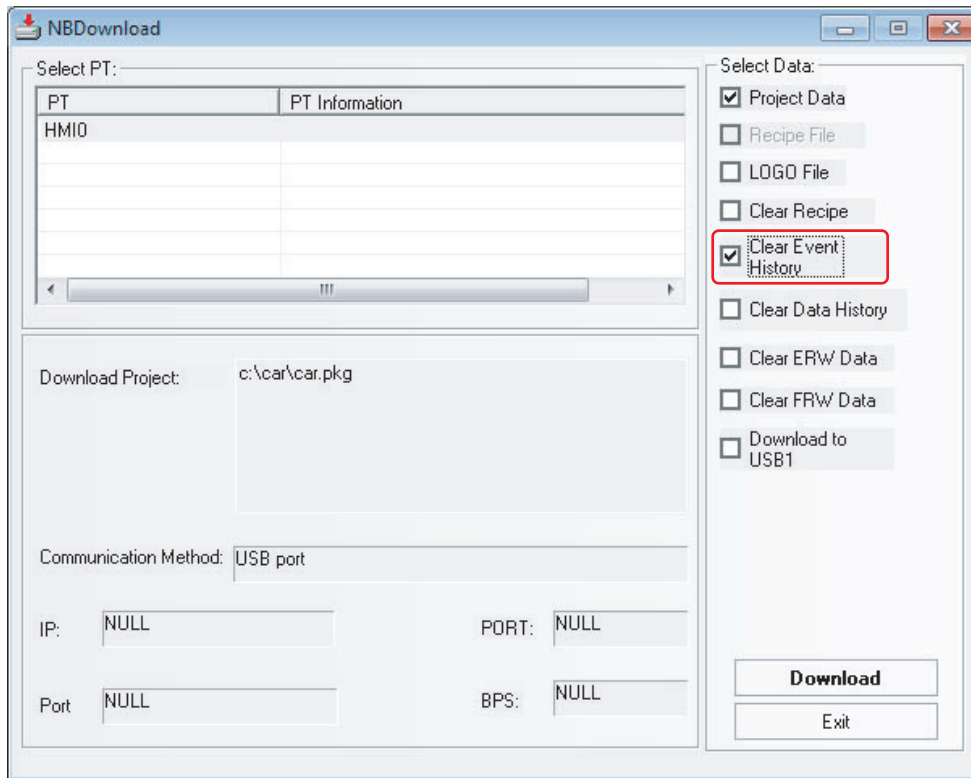 NBDownload
Select PT:
PT PT Information
HMI0
Download Project: c:\car\car.pkg
Communication Method: USB port
IP: NULL PORT: NULL
Port NULL BPS: NULL
Select Data:
Project Data
Recipe File
LOGO File
Clear Recipe
Clear Event
History
Clear Data History
Clear ERW Data
Clear FRW Data
Download to
USB1
Download
Exit